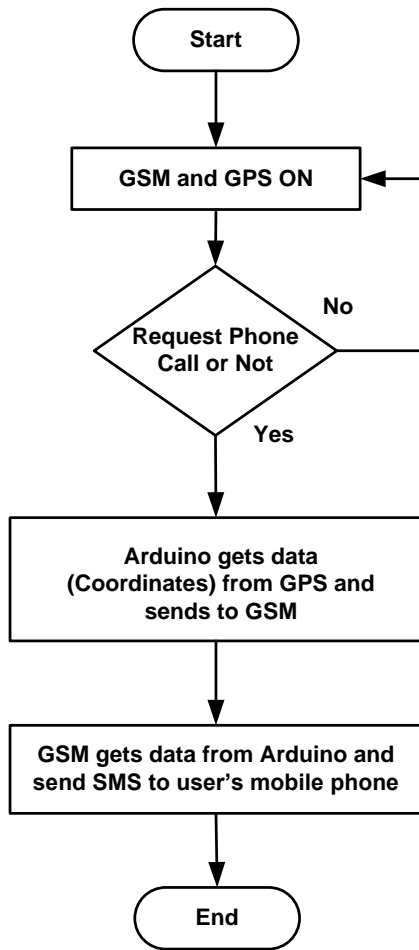 Start
GSM and GPS ON
Request Phone
Call or Not
No
Yes
Arduino gets data
(Coordinates) from GPS and
sends to GSM
GSM gets data from Arduino and
send SMS to user’s mobile phone
End